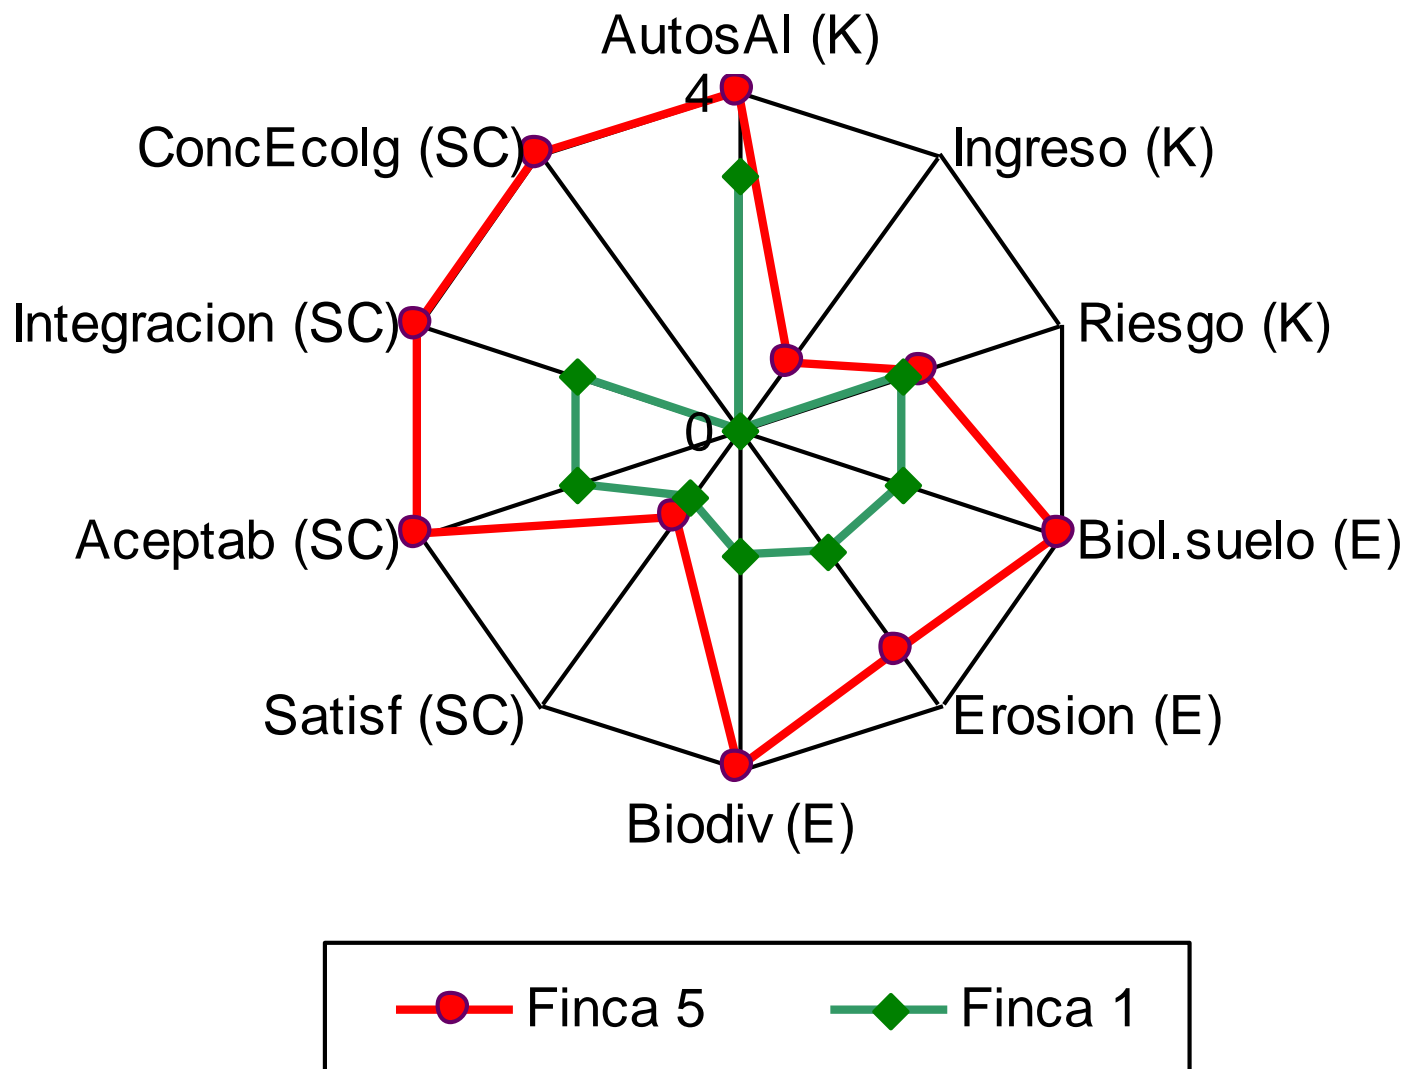 AutosAl (K)
4
ConcEcolg (SC)
Ingreso (K)
Integracion (SC)
Riesgo (K)
0
Aceptab (SC)
Biol.suelo (E)
Satisf (SC)
Erosion (E)
Biodiv (E)
Finca 5
Finca 1